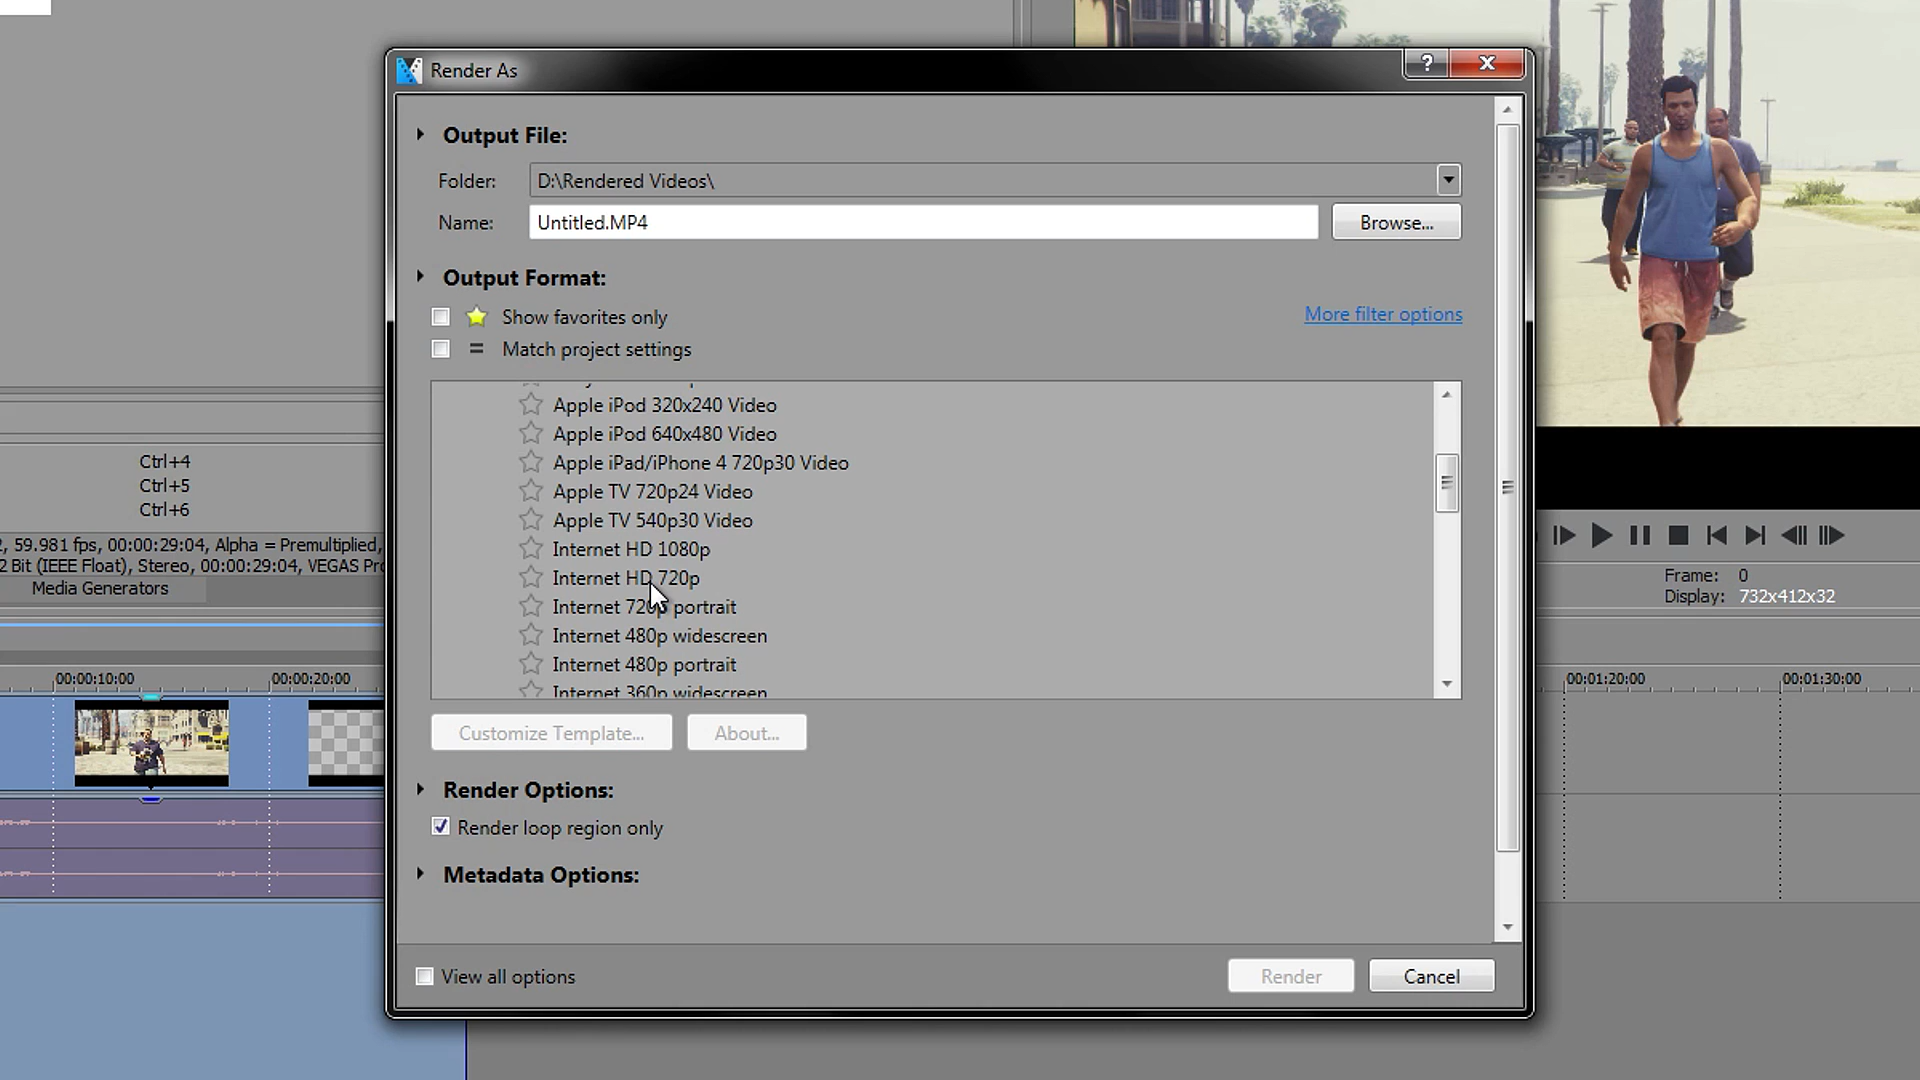 Render As
?
X
Output File:
Folder: D:\Rendered Videos\
Name: Untitled.MP4 Browse...
Output Format:
Show favorites only More filter options
= Match project settings
Apple iPod 320x240 Video
Apple iPod 640x480 Video
Apple iPad/iPhone 4 720p30 Video
Apple TV 720p24 Video
Apple TV 540p30 Video
Internet HD 1080p
Internet HD 720p
Internet 720p portrait
Internet 480p widescreen
Internet 480p portrait
Internet 360p widescreen
Customize Template... About...
Render Options:
Render loop region only
Metadata Options:
View all options Render Cancel
Ctrl+4
Ctrl+5
Ctrl+6
, 59.981 fps, 00:00:29:04, Alpha = Premultiplied,
2 Bit (IEEE Float), Stereo, 00:00:29:04, VEGAS Pro
Media Generators
00:00:10:00 00:00:20:00
Frame: 0
Display: 732x412x32
00:01:20:00 00:01:30:00